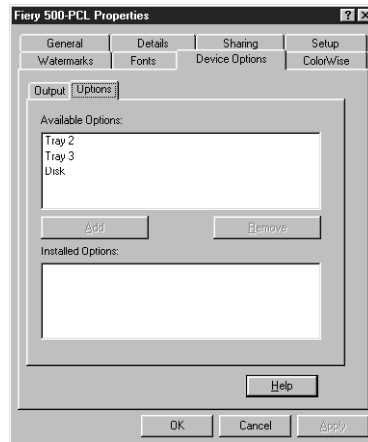 Fiery 500-PCL Properties
General Details Sharing Setup
Watermarks Fonts Device Options ColorWise
Output Options
Available Options:
Tray 2
Tray 3
Disk
Add Remove
Installed Options:
Help
OK Cancel Apply